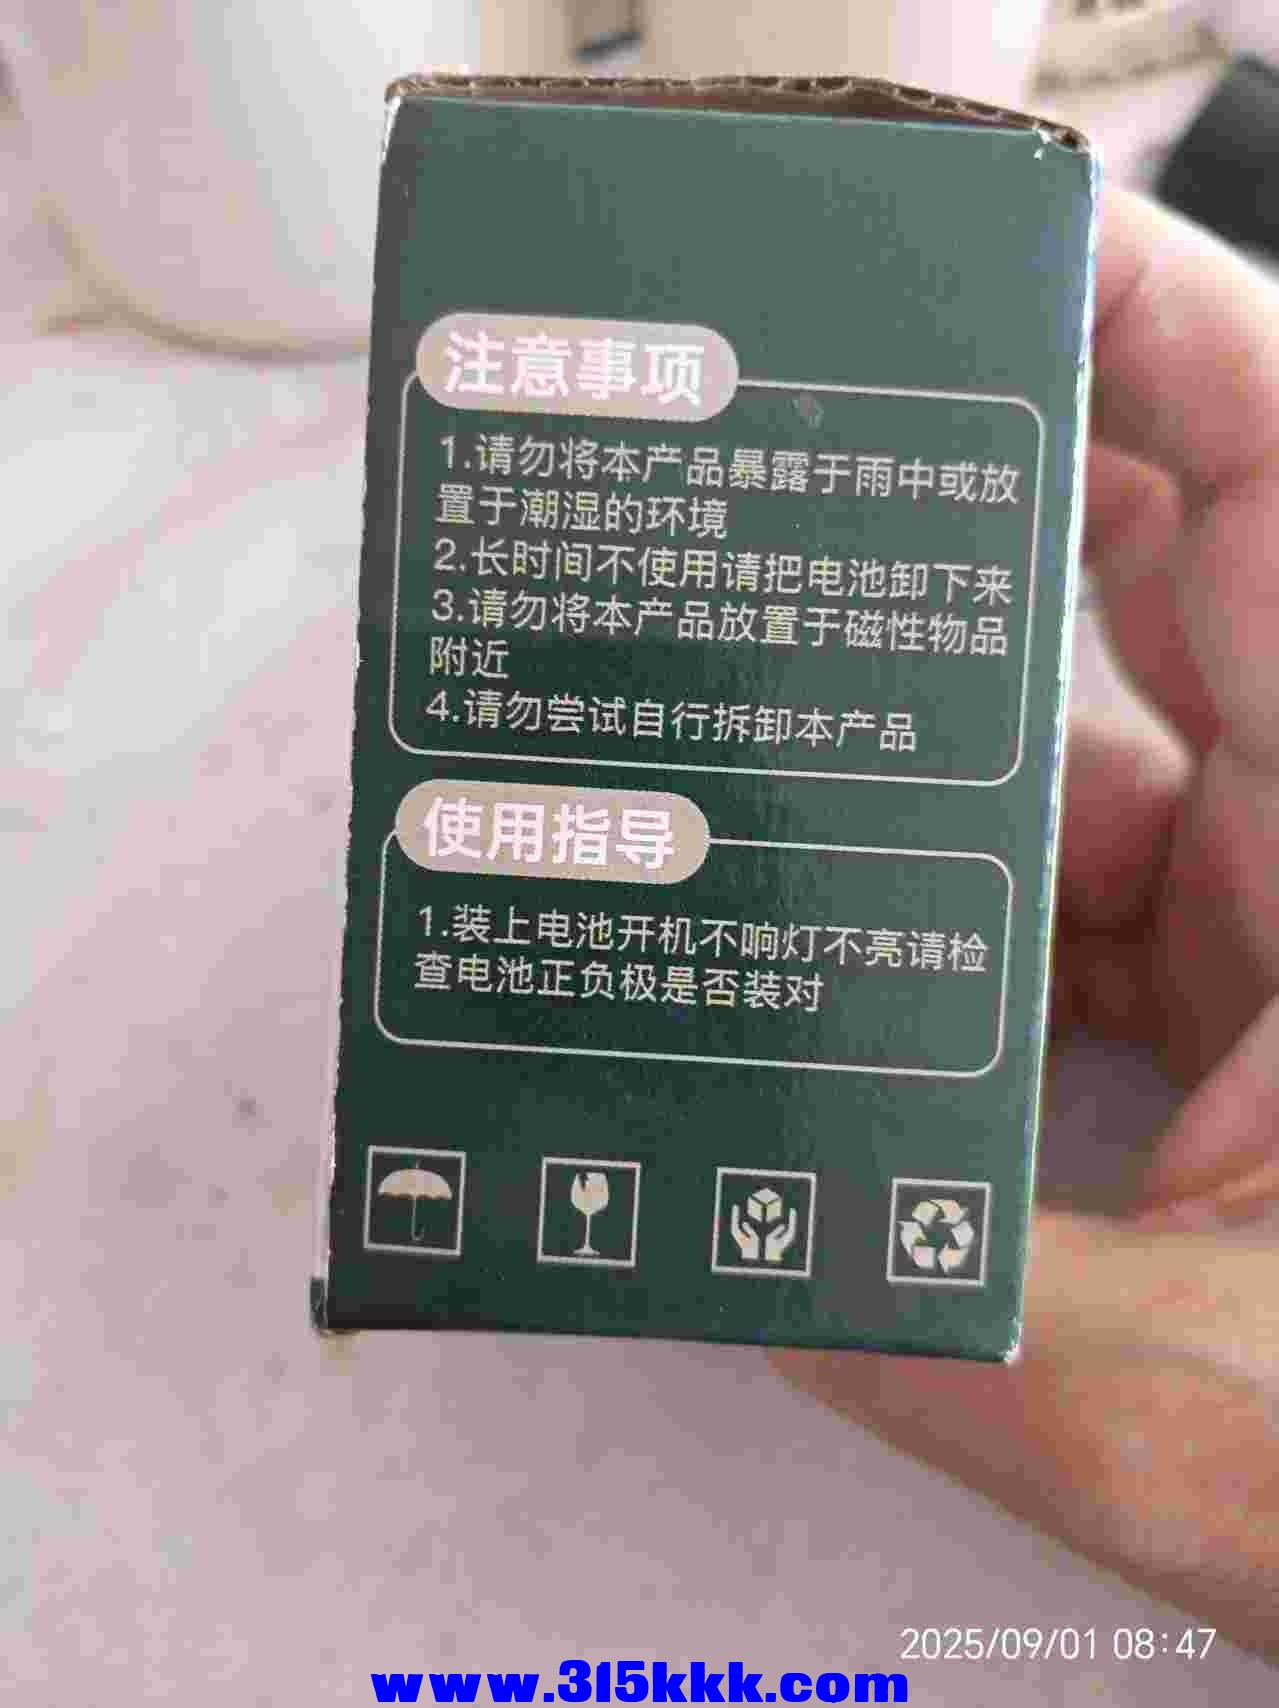 注意事项
1.请勿将本产品暴露于雨中或放
置于潮湿的环境
2.长时间不使用请把电池卸下来
3.请勿将本产品放置于磁性物品
附近
4.请勿尝试自行拆卸本产品
使用指导
1.装上电池开机不响灯不亮请检
查电池正负极是否装对
2025/09/01 08:47
www.315kkk.com